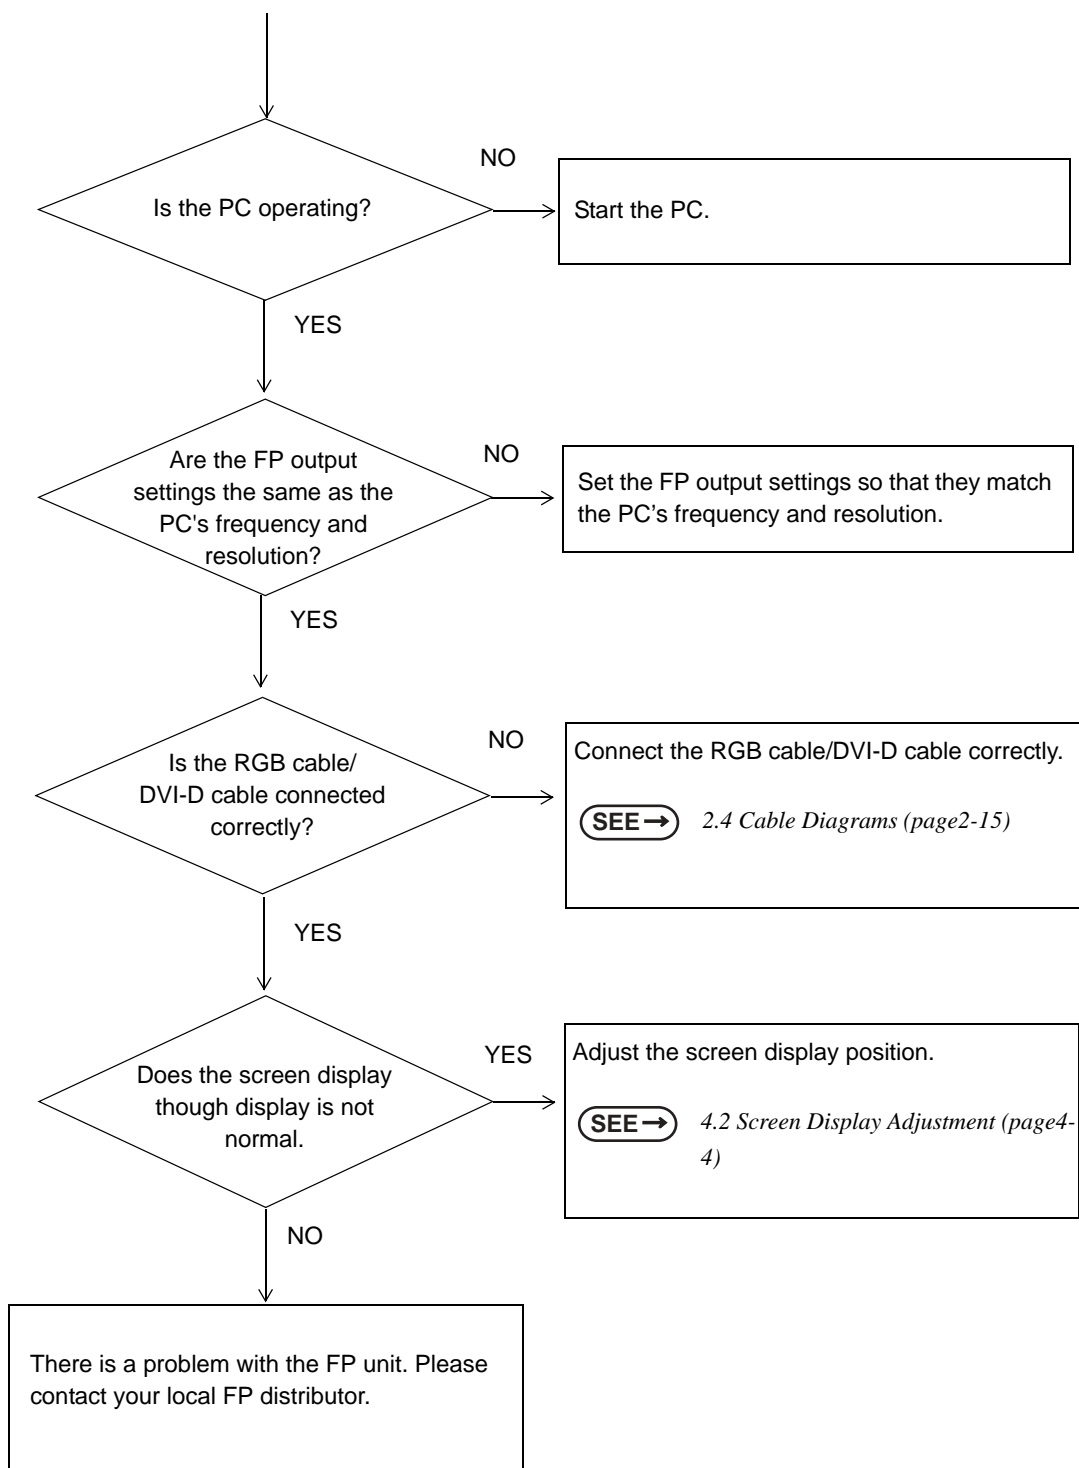 Is the PC operating?
NO
Start the PC.
YES
Are the FP output
settings the same as the
PC's frequency and
resolution?
NO
Set the FP output settings so that they match
the PC's frequency and resolution.
YES
Is the RGB cable/
DVI-D cable connected
correctly?
NO
Connect the RGB cable/DVI-D cable correctly.
SEE→ 2.4 Cable Diagrams (page2-15)
YES
Does the screen display
though display is not
normal.
YES
Adjust the screen display position.
SEE→ 4.2 Screen Display Adjustment (page4-
4)
NO
There is a problem with the FP unit. Please
contact your local FP distributor.